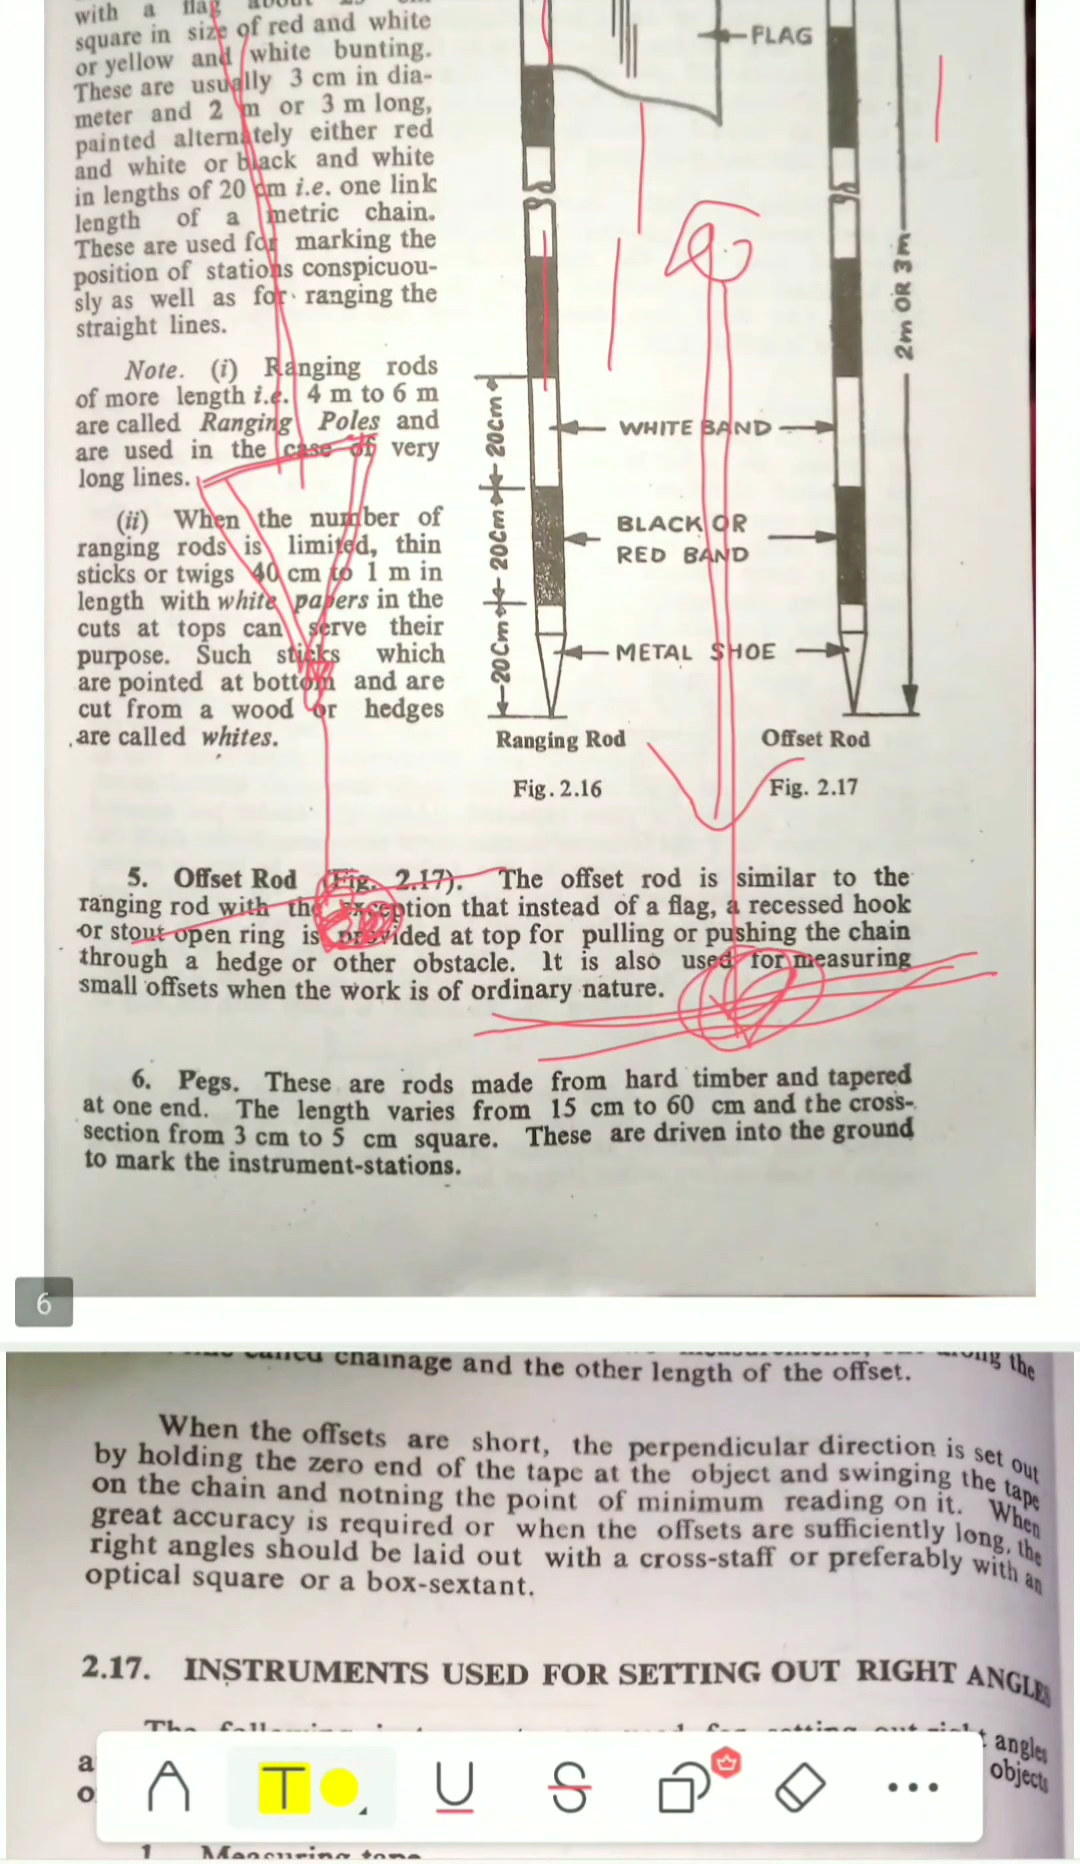 with a flag about 25 cm
square in size of red and white
or yellow and white bunting.
These are usually 3 cm in dia-
meter and 2 m or 3 m long,
painted alternately either red
and white or black and white
in lengths of 20 cm i.e. one link
length of a metric chain.
These are used for marking the
position of stations conspicuou-
sly as well as for ranging the
straight lines.
Note. (i) Ranging rods
of more length i.e. 4 m to 6 m
are called Ranging Poles and
are used in the case of very
long lines.
(ii) When the number of
ranging rods is limited, thin
sticks or twigs 40 cm to 1 m in
length with white papers in the
cuts at tops can serve their
purpose. Such sticks which
are pointed at bottom and are
cut from a wood or hedges
are called whites.
FLAG
2m OR 3m
20Cm
WHITE BAND
20Cm
BLACK OR
RED BAND
20Cm
METAL SHOE
Ranging Rod
Offset Rod
Fig. 2.16
Fig. 2.17
5. Offset Rod (Fig. 2.17). The offset rod is similar to the
ranging rod with the exception that instead of a flag, a recessed hook
or stout open ring is provided at top for pulling or pushing the chain
through a hedge or other obstacle. It is also used for measuring
small offsets when the work is of ordinary nature.
6. Pegs. These are rods made from hard timber and tapered
at one end. The length varies from 15 cm to 60 cm and the cross-
section from 3 cm to 5 cm square. These are driven into the ground
to mark the instrument-stations.
6
called chainage and the other length of the offset.
along the
When the offsets are short, the perpendicular direction is set out
by holding the zero end of the tape at the object and swinging the tape
on the chain and notning the point of minimum reading on it. When
great accuracy is required or when the offsets are sufficiently long, the
right angles should be laid out with a cross-staff or preferably with an
optical square or a box-sextant.
2.17. INSTRUMENTS USED FOR SETTING OUT RIGHT ANGLES
angles
objects
T
U
S
1 Measuring tape